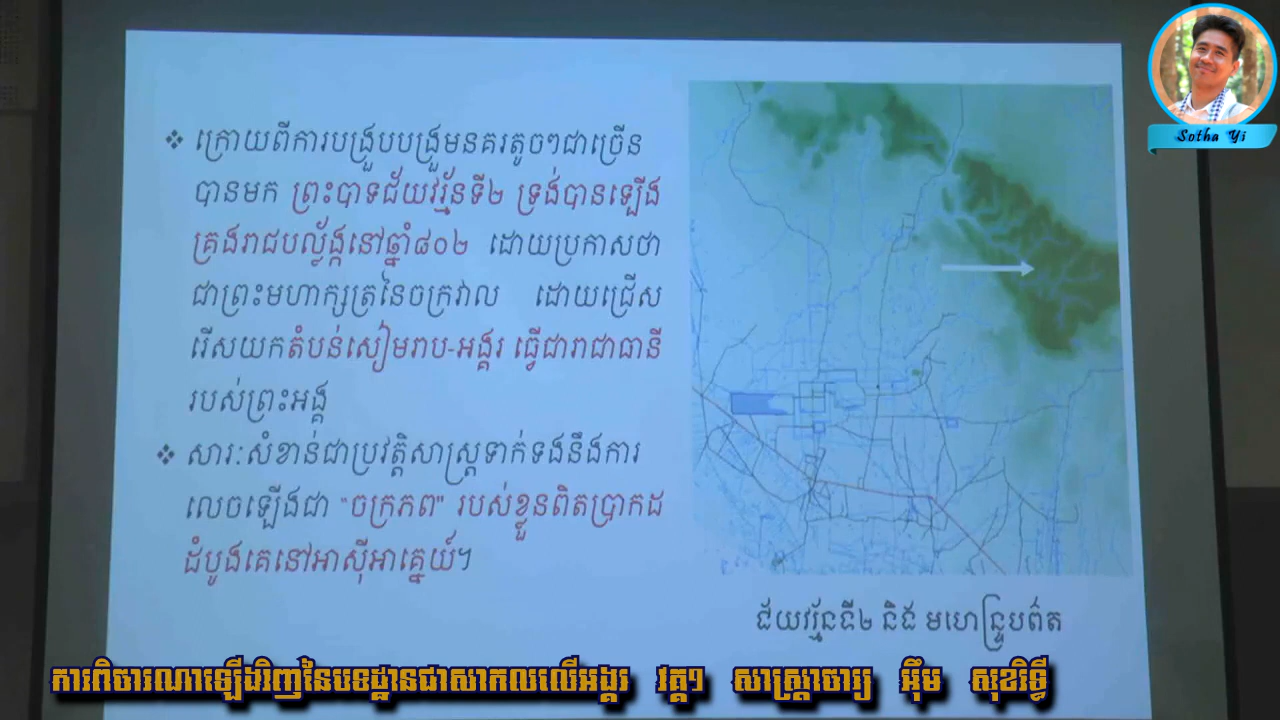 ❖ ក្រោយពីការបង្រួបបង្រួមនគរតូចៗជាច្រើន
បានមក ព្រះបាទជ័យវរ្ម័នទី២ ទ្រង់បានឡើង
គ្រងរាជបល្ល័ង្កនៅឆ្នាំ៨០២ ដោយប្រកាសថា
ជាព្រះមហាក្សត្រនៃចក្រវាល ដោយជ្រើស
រើសយកតំបន់សៀមរាប-អង្គរ ធ្វើជារាជាធានី
របស់ព្រះអង្គ
❖ សារៈសំខាន់ជាប្រវត្តិសាស្ត្រទាក់ទងនឹងការ
លេចឡើងជា "ចក្រភព" របស់ខ្លួនពិតប្រាកដ
ដំបូងគេនៅអាស៊ីអាគ្នេយ៍។
ជ័យវរ្ម័នទី២ និង មហេន្ទ្របព៌ត
Sotha Yi
ការពិចារណាឡើងវិញនៃបទដ្ឋានជាសាកលលើអង្គរ វគ្គ១ សាស្ត្រាចារ្យ អ៊ឹម សុខរិទ្ធី